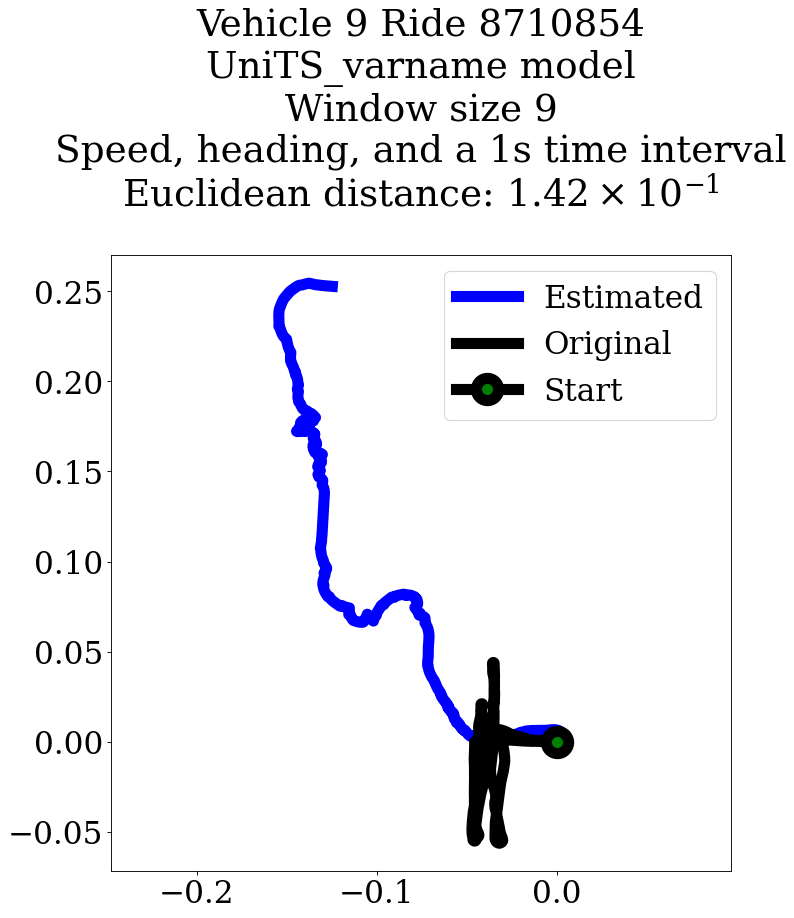 Vehicle 9 Ride 8710854
UniTS_varname model
Window size 9
Speed, heading, and a 1s time interval
Euclidean distance: 1.42 × 10⁻¹
Estimated
Original
Start
0.25
0.20
0.15
0.10
0.05
0.00
−0.05
−0.2
−0.1
0.0